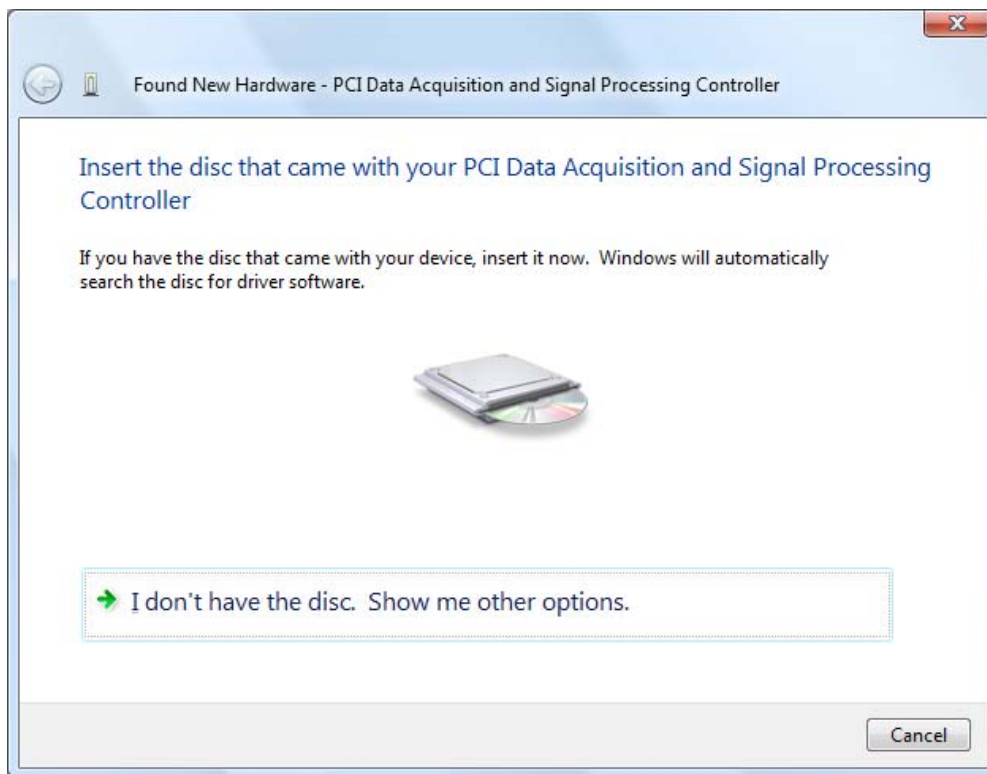 Found New Hardware - PCI Data Acquisition and Signal Processing Controller
Insert the disc that came with your PCI Data Acquisition and Signal Processing
Controller
If you have the disc that came with your device, insert it now.  Windows will automatically
search the disc for driver software.
I don't have the disc.  Show me other options.
Cancel